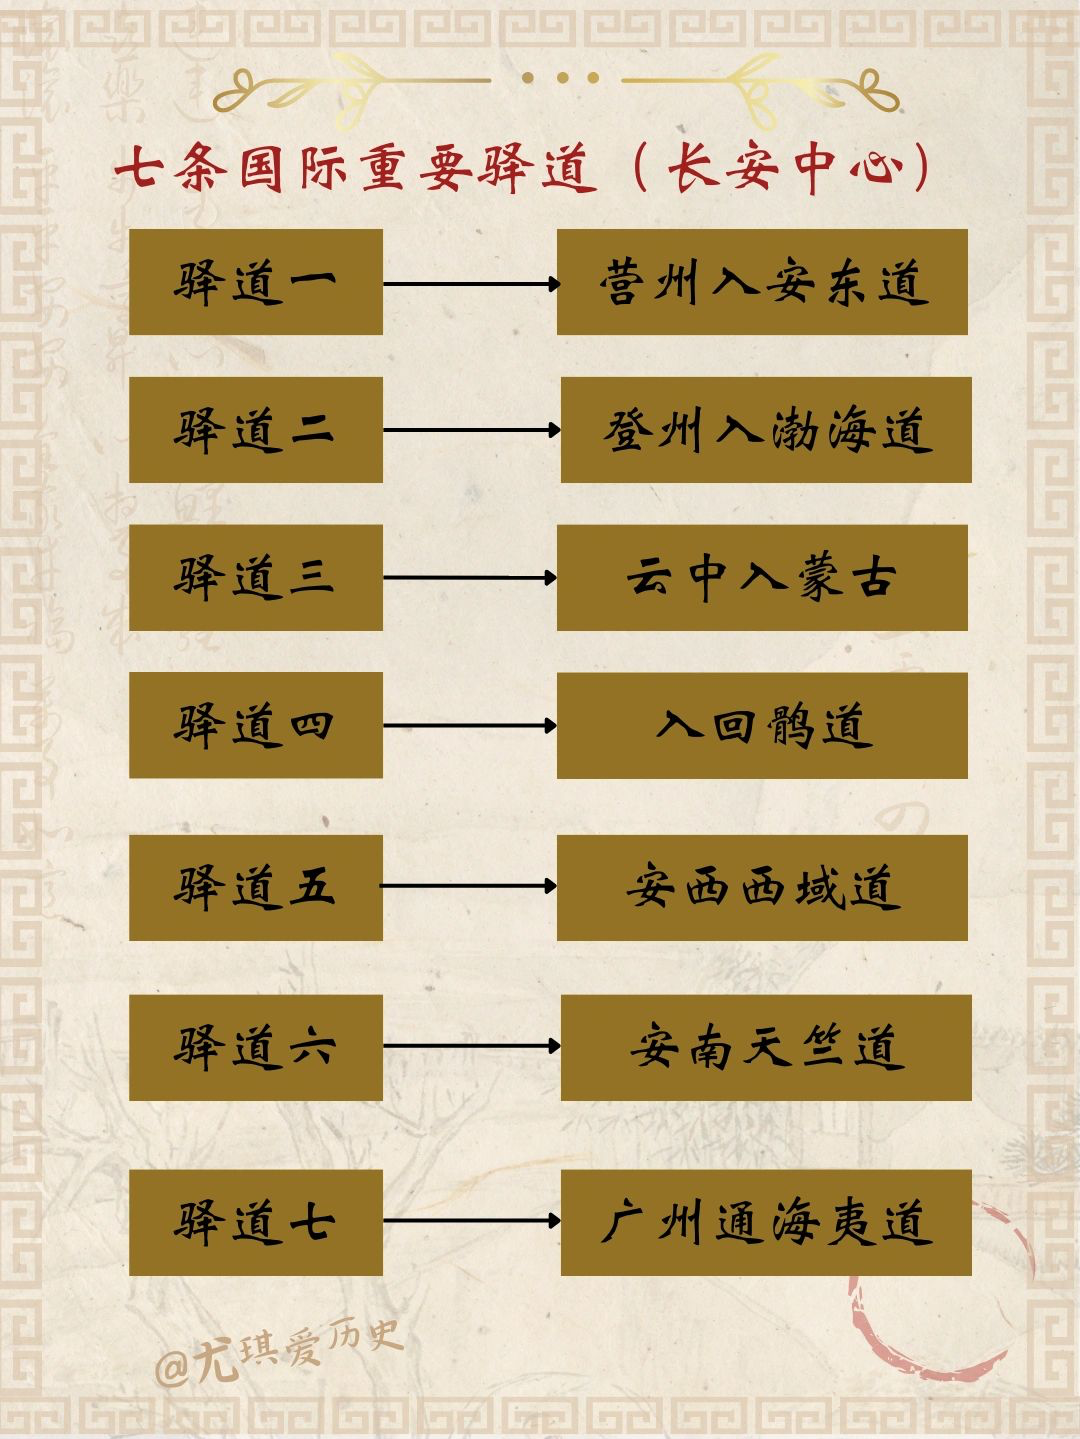 七条国际重要驿道（长安中心）
驿道一 营州入安东道
驿道二 登州入渤海道
驿道三 云中入蒙古
驿道四 入回鹘道
驿道五 安西西域道
驿道六 安南天竺道
驿道七 广州通海夷道
@尤琪爱历史